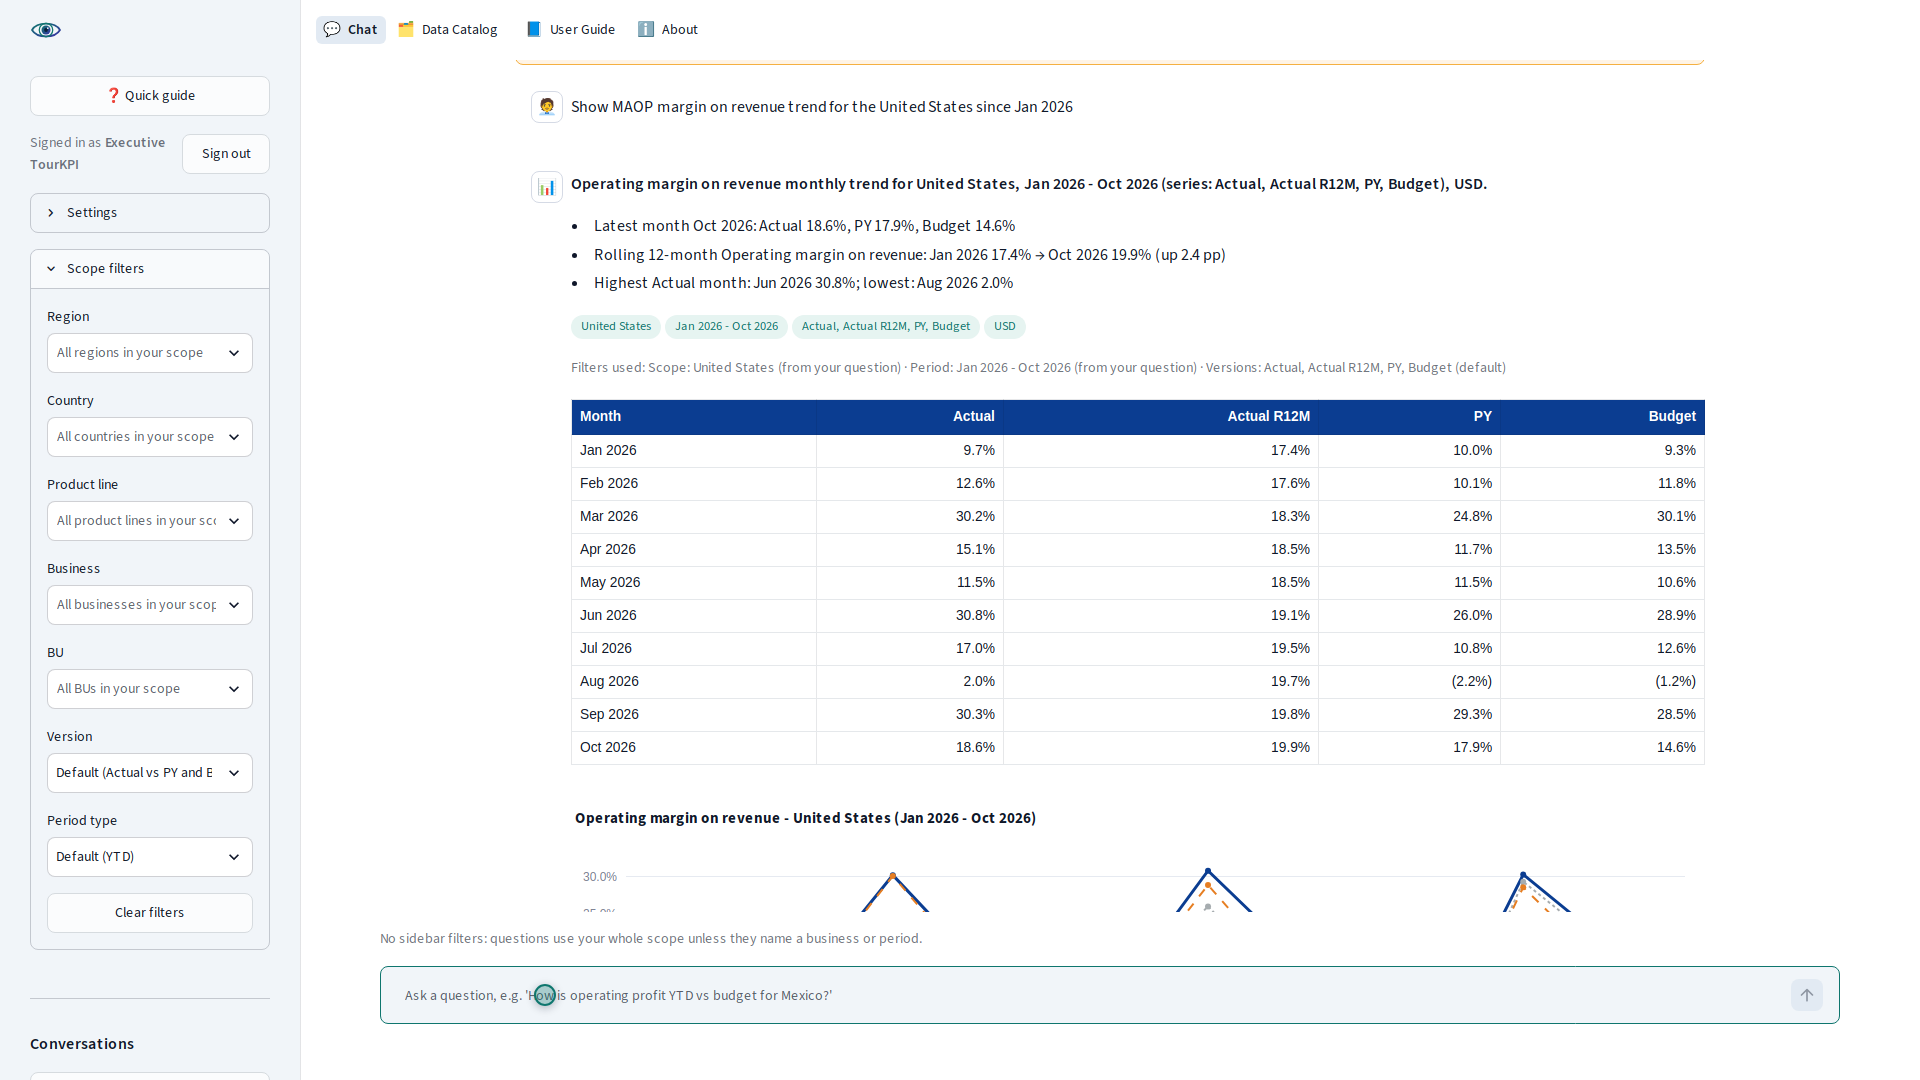 Chat
Data Catalog
User Guide
About
Quick guide
Signed in as Executive TourKPI
Sign out
Settings
Scope filters
Region
All regions in your scope
Country
All countries in your scope
Product line
All product lines in your sco
Business
All businesses in your scop
BU
All BUs in your scope
Version
Default (Actual vs PY and B
Period type
Default (YTD)
Clear filters
Conversations
Show MAOP margin on revenue trend for the United States since Jan 2026
Operating margin on revenue monthly trend for United States, Jan 2026 - Oct 2026 (series: Actual, Actual R12M, PY, Budget), USD.
• Latest month Oct 2026: Actual 18.6%, PY 17.9%, Budget 14.6%
• Rolling 12-month Operating margin on revenue: Jan 2026 17.4% → Oct 2026 19.9% (up 2.4 pp)
• Highest Actual month: Jun 2026 30.8%; lowest: Aug 2026 2.0%
United States Jan 2026 - Oct 2026 Actual, Actual R12M, PY, Budget USD
Filters used: Scope: United States (from your question) · Period: Jan 2026 - Oct 2026 (from your question) · Versions: Actual, Actual R12M, PY, Budget (default)
Month Actual Actual R12M PY Budget
Jan 2026 9.7% 17.4% 10.0% 9.3%
Feb 2026 12.6% 17.6% 10.1% 11.8%
Mar 2026 30.2% 18.3% 24.8% 30.1%
Apr 2026 15.1% 18.5% 11.7% 13.5%
May 2026 11.5% 18.5% 11.5% 10.6%
Jun 2026 30.8% 19.1% 26.0% 28.9%
Jul 2026 17.0% 19.5% 10.8% 12.6%
Aug 2026 2.0% 19.7% (2.2%) (1.2%)
Sep 2026 30.3% 19.8% 29.3% 28.5%
Oct 2026 18.6% 19.9% 17.9% 14.6%
Operating margin on revenue - United States (Jan 2026 - Oct 2026)
30.0%
No sidebar filters: questions use your whole scope unless they name a business or period.
Ask a question, e.g. 'How is operating profit YTD vs budget for Mexico?'